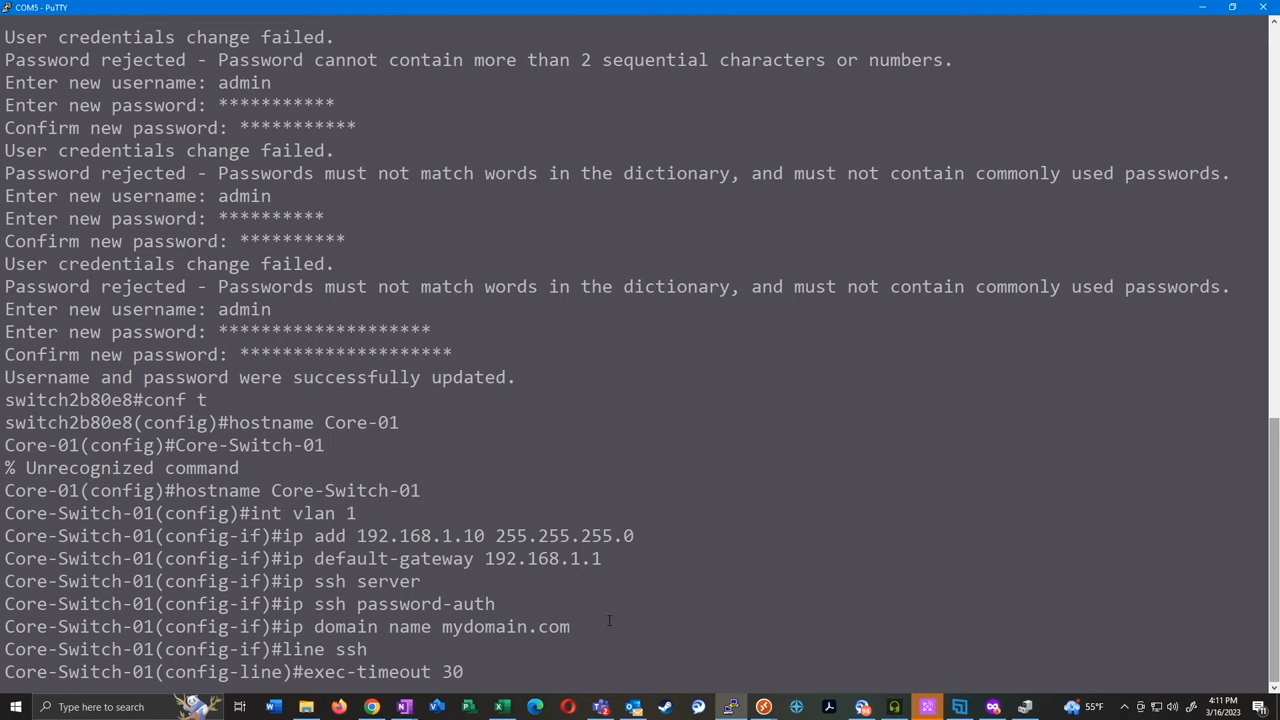 COM5 - PuTTY
User credentials change failed.
Password rejected - Password cannot contain more than 2 sequential characters or numbers.
Enter new username: admin
Enter new password: ***********
Confirm new password: ***********
User credentials change failed.
Password rejected - Passwords must not match words in the dictionary, and must not contain commonly used passwords.
Enter new username: admin
Enter new password: **********
Confirm new password: **********
User credentials change failed.
Password rejected - Passwords must not match words in the dictionary, and must not contain commonly used passwords.
Enter new username: admin
Enter new password: ********************
Confirm new password: ********************
Username and password were successfully updated.
switch2b80e8#conf t
switch2b80e8(config)#hostname Core-01
Core-01(config)#Core-Switch-01
% Unrecognized command
Core-01(config)#hostname Core-Switch-01
Core-Switch-01(config)#int vlan 1
Core-Switch-01(config-if)#ip add 192.168.1.10 255.255.255.0
Core-Switch-01(config-if)#ip default-gateway 192.168.1.1
Core-Switch-01(config-if)#ip ssh server
Core-Switch-01(config-if)#ip ssh password-auth
Core-Switch-01(config-if)#ip domain name mydomain.com
Core-Switch-01(config-if)#line ssh
Core-Switch-01(config-line)#exec-timeout 30
Type here to search
55°F
4:11 PM
3/16/2023